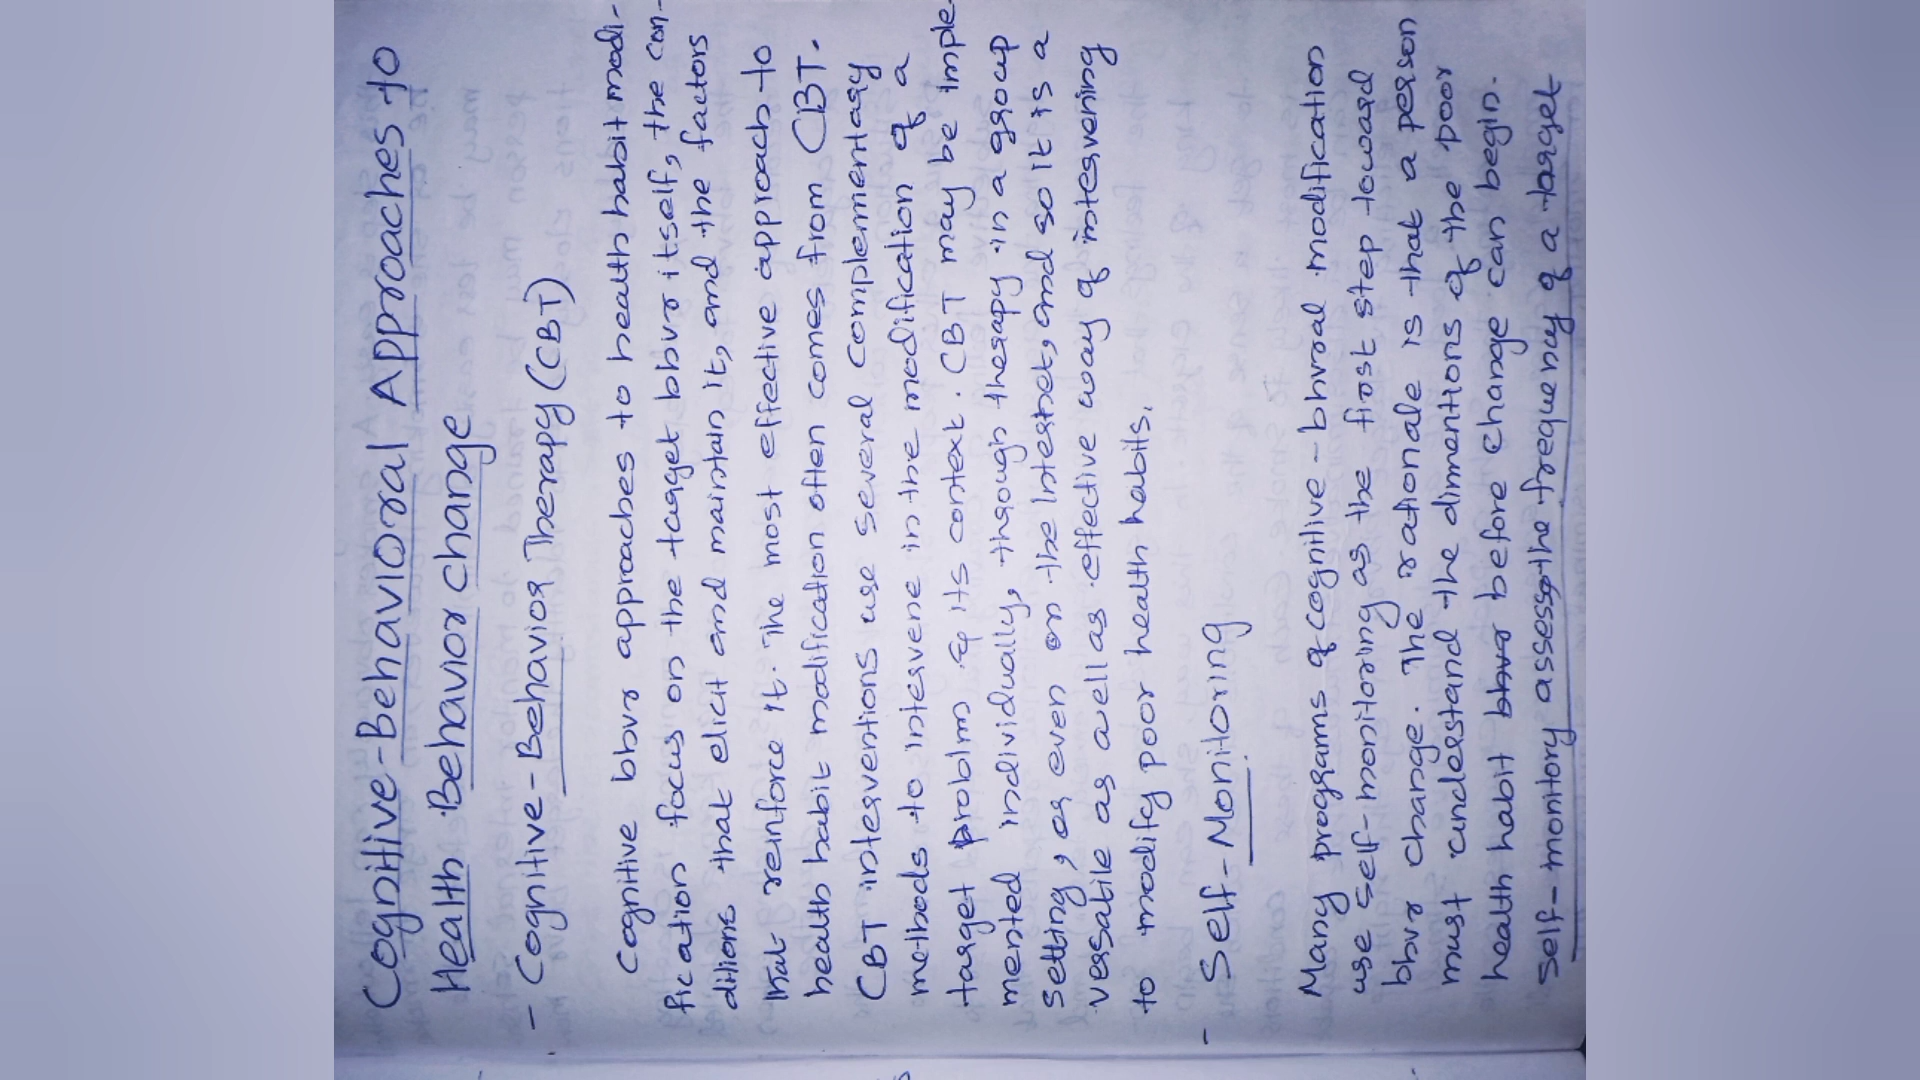 Cognitive-Behavioral Approaches to
Health Behavior change
- Cognitive-Behavior Therapy (CBT)
Cognitive bhvr approaches to health habit modi-
fication focus on the target bhvr itself, the con-
ditions that elicit and maintain it, and the factors
that reinforce it. The most effective approach to
health habit modification often comes from CBT.
CBT interventions use several complementary
methods to intervene in the modification of a
target problm & its context. CBT may be imple-
mented individually, through therapy in a group
setting, or even on the Internet, and so it is a
versatile as well as effective way of intervening
to modify poor health habits.
- Self-Monitoring
Many programs of cognitive-bhvral modification
use self-monitoring as the first step toward
bhvr change. The rationale is that a person
must understand the dimentions of the poor
health habit bhvr before change can begin.
Self-monitory assess the frequency of a target